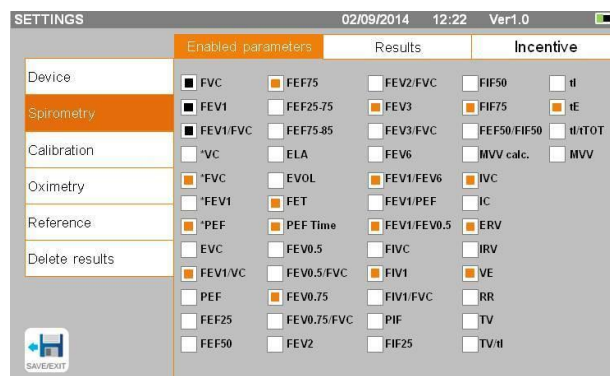 SETTINGS 02/09/2014 12:22 Ver1.0
Enabled parameters Results Incentive
Device
Spirometry
Calibration
Oximetry
Reference
Delete results
SAVE/EXIT
FVC FEF75 FEV2/FVC FIF50 tI
FEV1 FEF25-75 FEV3 FIF75 tE
FEV1/FVC FEF75-85 FEV3/FVC FEF50/FIF50 tI/tTOT
*VC ELA FEV6 MVV calc. MVV
*FVC EVOL FEV1/FEV6 IVC
*FEV1 FET FEV1/PEF IC
*PEF PEF Time FEV1/FEV0.5 ERV
EVC FEV0.5 FIVC IRV
FEV1/VC FEV0.5/FVC FIV1 VE
PEF FEV0.75 FIV1/FVC RR
FEF25 FEV0.75/FVC PIF TV
FEF50 FEV2 FIF25 TV/tI